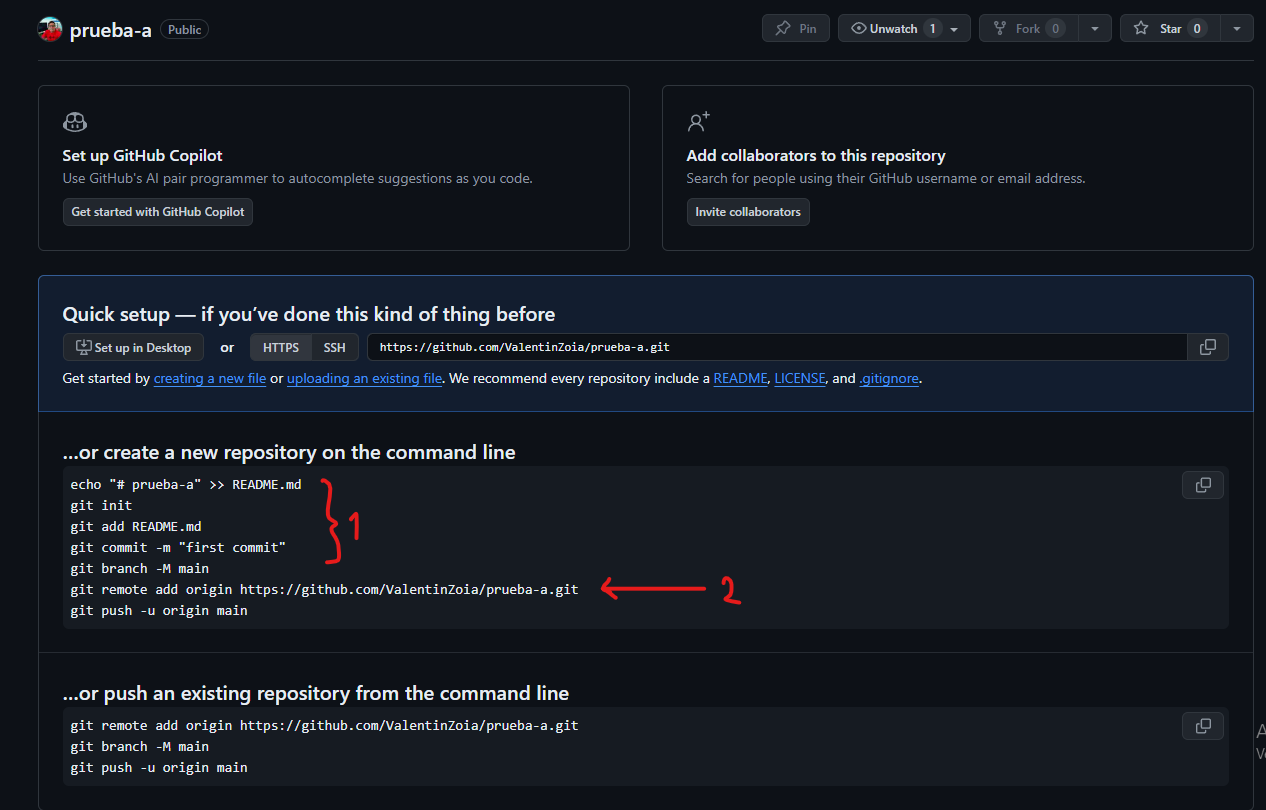 prueba-a Public Pin Unwatch 1 Fork 0 Star 0
Set up GitHub Copilot
Use GitHub's AI pair programmer to autocomplete suggestions as you code.
Get started with GitHub Copilot
Add collaborators to this repository
Search for people using their GitHub username or email address.
Invite collaborators
Quick setup — if you’ve done this kind of thing before
Set up in Desktop or HTTPS SSH https://github.com/ValentinZoia/prueba-a.git
Get started by creating a new file or uploading an existing file. We recommend every repository include a README, LICENSE, and .gitignore.
…or create a new repository on the command line
echo "# prueba-a" >> README.md
git init
git add README.md
1
git commit -m "first commit"
git branch -M main
git remote add origin https://github.com/ValentinZoia/prueba-a.git
2
git push -u origin main
…or push an existing repository from the command line
git remote add origin https://github.com/ValentinZoia/prueba-a.git
git branch -M main
git push -u origin main